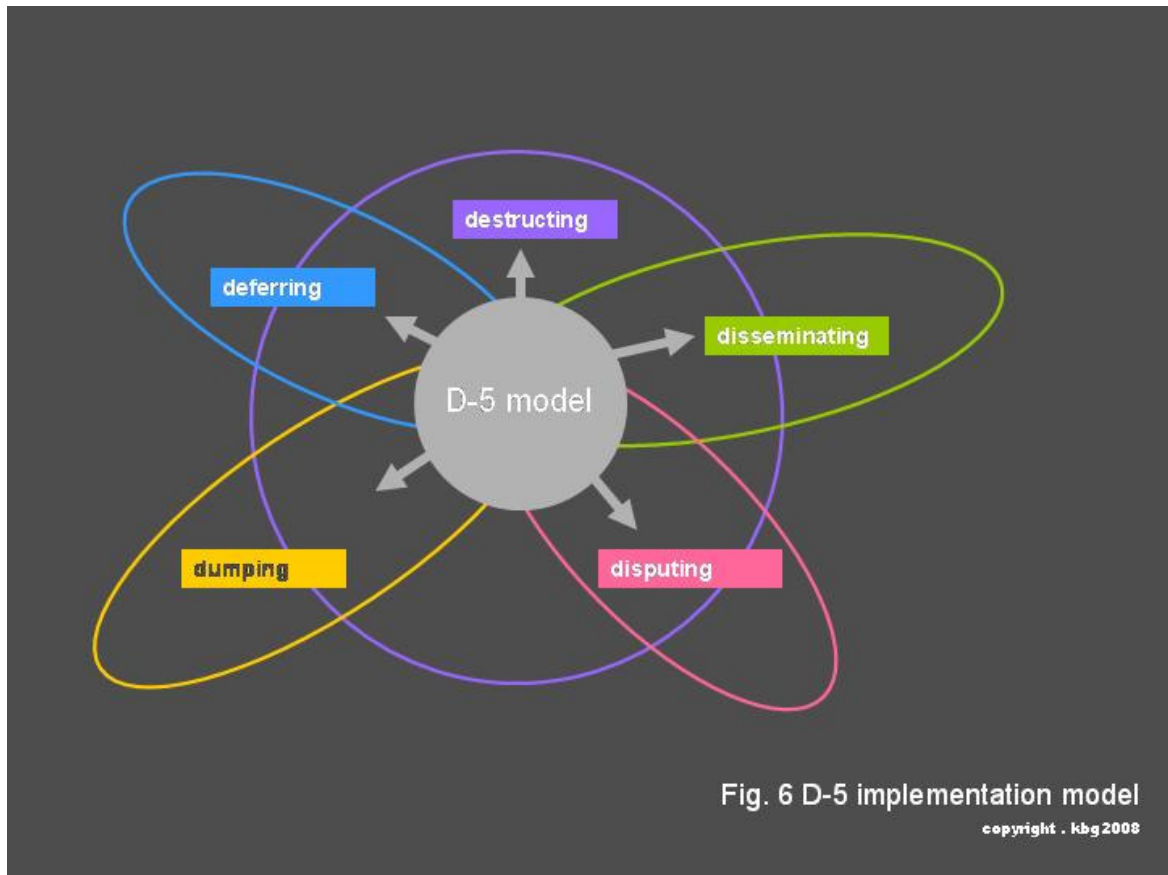 destructing
deferring
disseminating
D-5 model
dumping
disputing
Fig. 6 D-5 implementation model
copyright . kbg2008